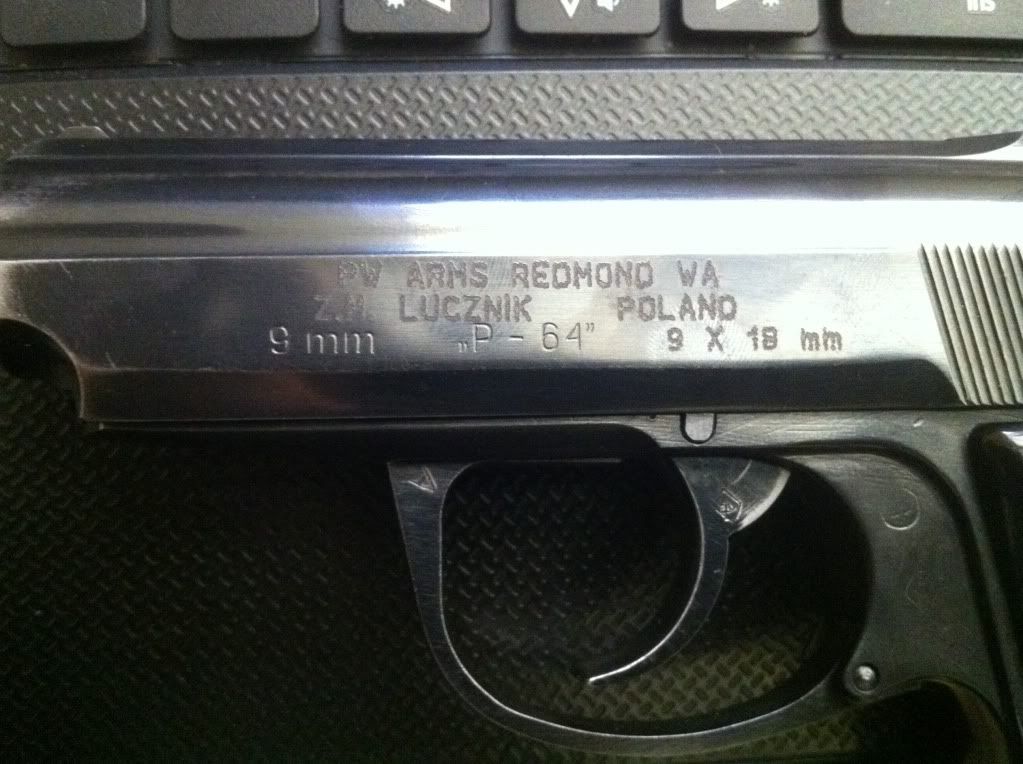 PW ARMS REDMOND WA
Z.M. LUCZNIK POLAND
9 mm „P - 64” 9 X 18 mm